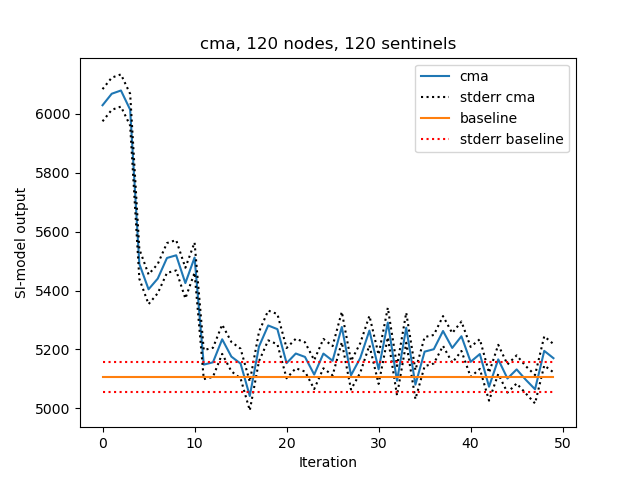 cma, 120 nodes, 120 sentinels
cma
stderr cma
baseline
stderr baseline
SI-model output
6000
5800
5600
5400
5200
5000
0 10 20 30 40 50
Iteration